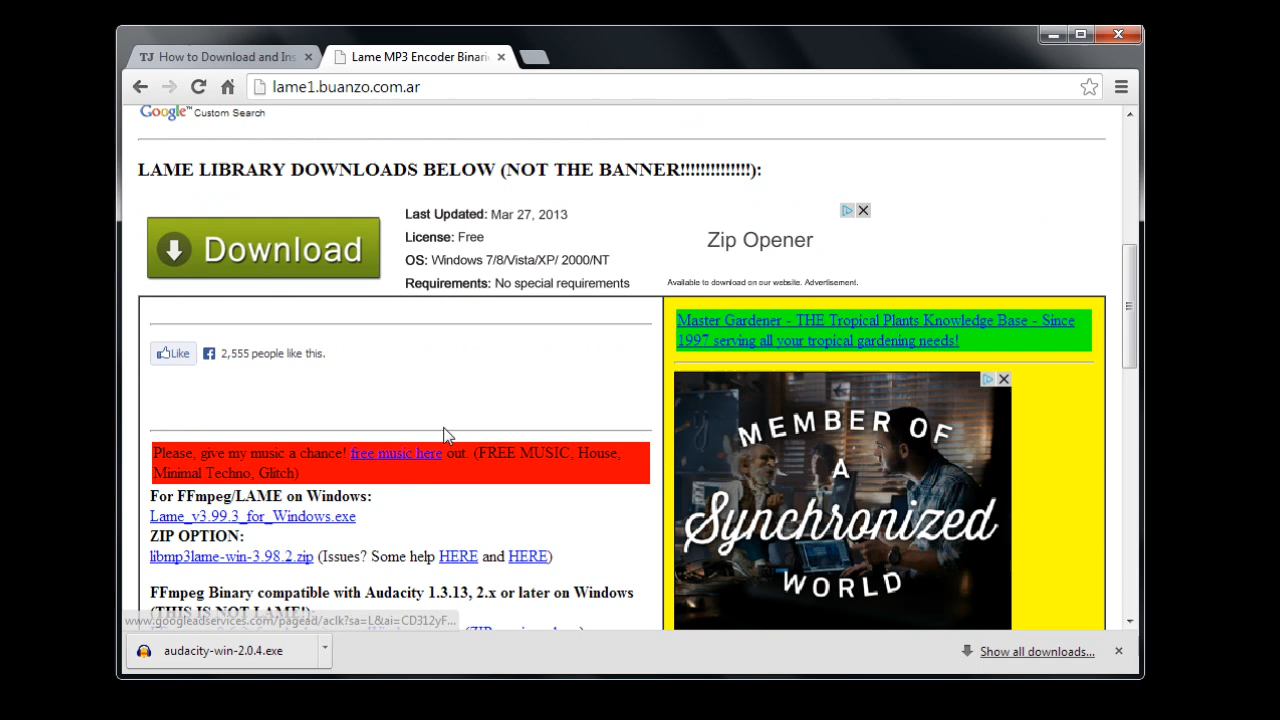 TJ How to Download and Ins
Lame MP3 Encoder Binari
lame1.buanzo.com.ar
Google™ Custom Search
LAME LIBRARY DOWNLOADS BELOW (NOT THE BANNER!!!!!!!!!!!!!!):
Download
Last Updated: Mar 27, 2013
License: Free
OS: Windows 7/8/Vista/XP/ 2000/NT
Requirements: No special requirements
Zip Opener
Available to download on our website. Advertisement.
Like
2,555 people like this.
Please, give my music a chance! free music here out. (FREE MUSIC, House,
Minimal Techno, Glitch)
For FFmpeg/LAME on Windows:
Lame_v3.99.3_for_Windows.exe
ZIP OPTION:
libmp3lame-win-3.98.2.zip (Issues? Some help HERE and HERE)
FFmpeg Binary compatible with Audacity 1.3.13, 2.x or later on Windows
(THIS IS NOT LAME!):
Master Gardener - THE Tropical Plants Knowledge Base - Since
1997 serving all your tropical gardening needs!
MEMBER OF
A
Synchronized
WORLD
www.googleadservices.com/pagead/aclk?sa=L&ai=CD312yF...
audacity-win-2.0.4.exe
Show all downloads...